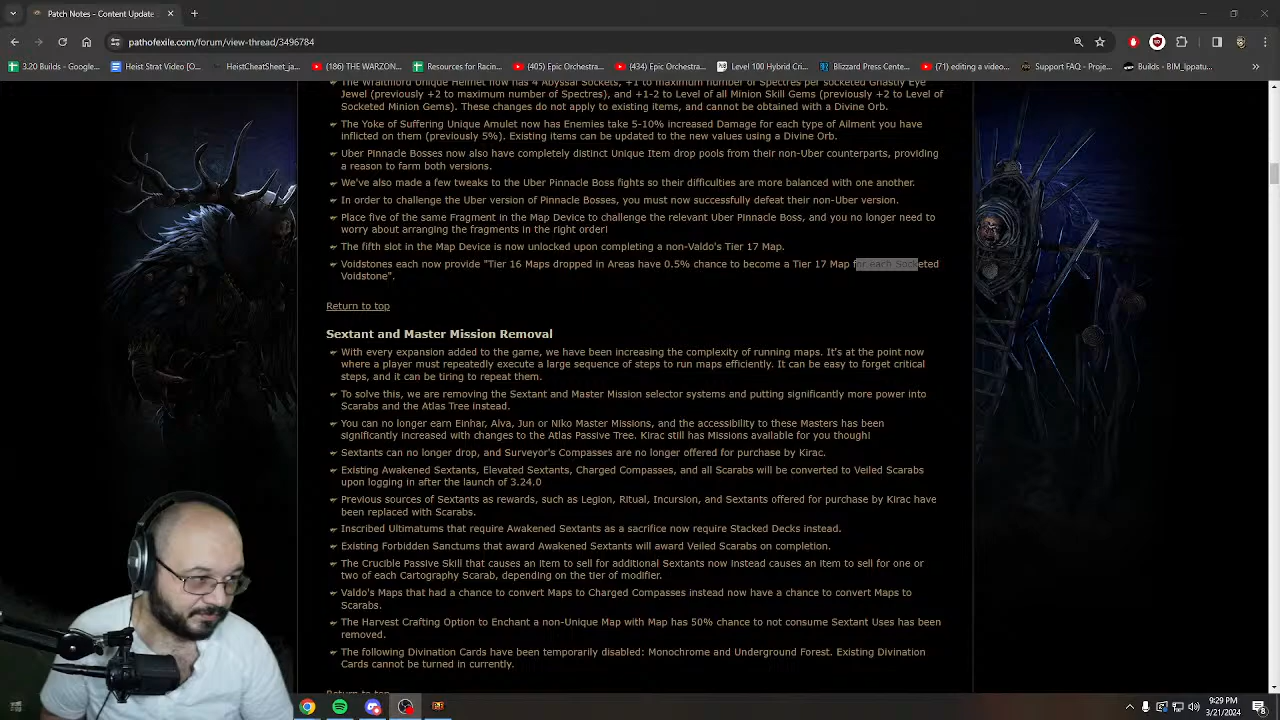 Top Tabs
TopTabs
pathofexile.com/forum/view-thread/3496784
3.20 Builds - Google...
Heist Strat Video [O...
Heist Spreadsheet
Resources for Racin...
(186) THE WRATH O...
(405) Epic Orchestr...
(434) Epic Orchestr...
Level 100 Hybrid Cri...
Blizzard Press Cente...
(71) editing a video...
Support FAQ - Proje...
Builds - BM_Ippatu...
The Wraithlord Unique Helmet now has 4 Abyssal Sockets, +1 to maximum number of Spectres per socketed Ghastly Eye
Jewel (previously +2 to maximum number of Spectres), and +1-2 to Level of all Minion Skill Gems (previously +2 to Level of
Socketed Minion Gems). These changes do not apply to existing items, and cannot be obtained with a Divine Orb.
The Yoke of Suffering Unique Amulet now has Enemies take 5-10% increased Damage for each type of Ailment you have
inflicted on them (previously 5%). Existing items can be updated to the new values using a Divine Orb.
Uber Pinnacle Bosses now also have completely distinct Unique Item drop pools from their non-Uber counterparts, providing
a reason to farm both versions.
We've also made a few tweaks to the Uber Pinnacle Boss fights so their difficulties are more balanced with one another.
In order to challenge the Uber version of Pinnacle Bosses, you must now successfully defeat their non-Uber version.
Place five of the same Fragment in the Map Device to challenge the relevant Uber Pinnacle Boss, and you no longer need to
worry about arranging the fragments in the right order!
The fifth slot in the Map Device is now unlocked upon completing a non-Valdo's Tier 17 Map.
Voidstones each now provide "Tier 16 Maps dropped in Areas have 0.5% chance to become a Tier 17 Map for each Socketed
Voidstone".
Return to top
Sextant and Master Mission Removal
With every expansion added to the game, we have been increasing the complexity of running maps. It's at the point now
where a player must repeatedly execute a large sequence of steps to run maps efficiently. It can be easy to forget critical
steps, and it can be tiring to repeat them.
To solve this, we are removing the Sextant and Master Mission selector systems and putting significantly more power into
Scarabs and the Atlas Tree instead.
You can no longer earn Einhar, Alva, Jun or Niko Master Missions, and the accessibility to these Masters has been
significantly increased with changes to the Atlas Passive Tree. Kirac still has Missions available for you though!
Sextants can no longer drop, and Surveyor's Compasses are no longer offered for purchase by Kirac.
Existing Awakened Sextants, Elevated Sextants, Charged Compasses, and all Scarabs will be converted to Veiled Scarabs
upon logging in after the launch of 3.24.0
Previous sources of Sextants as rewards, such as Legion, Ritual, Incursion, and Sextants offered for purchase by Kirac have
been replaced with Scarabs.
Inscribed Ultimatums that require Awakened Sextants as a sacrifice now require Stacked Decks instead.
Existing Forbidden Sanctums that award Awakened Sextants will award Veiled Scarabs on completion.
The Crucible Passive Skill that causes an item to sell for additional Sextants now instead causes an item to sell for one or
two of each Cartography Scarab, depending on the tier of modifier.
Valdo's Maps that had a chance to convert Maps to Charged Compasses instead now have a chance to convert Maps to
Scarabs.
The Harvest Crafting Option to Enchant a non-Unique Map with Map has 50% chance to not consume Sextant Uses has been
removed.
The following Divination Cards have been temporarily disabled: Monochrome and Underground Forest. Existing Divination
Cards cannot be turned in currently.
Return to top
9:29 PM
3/21/2024